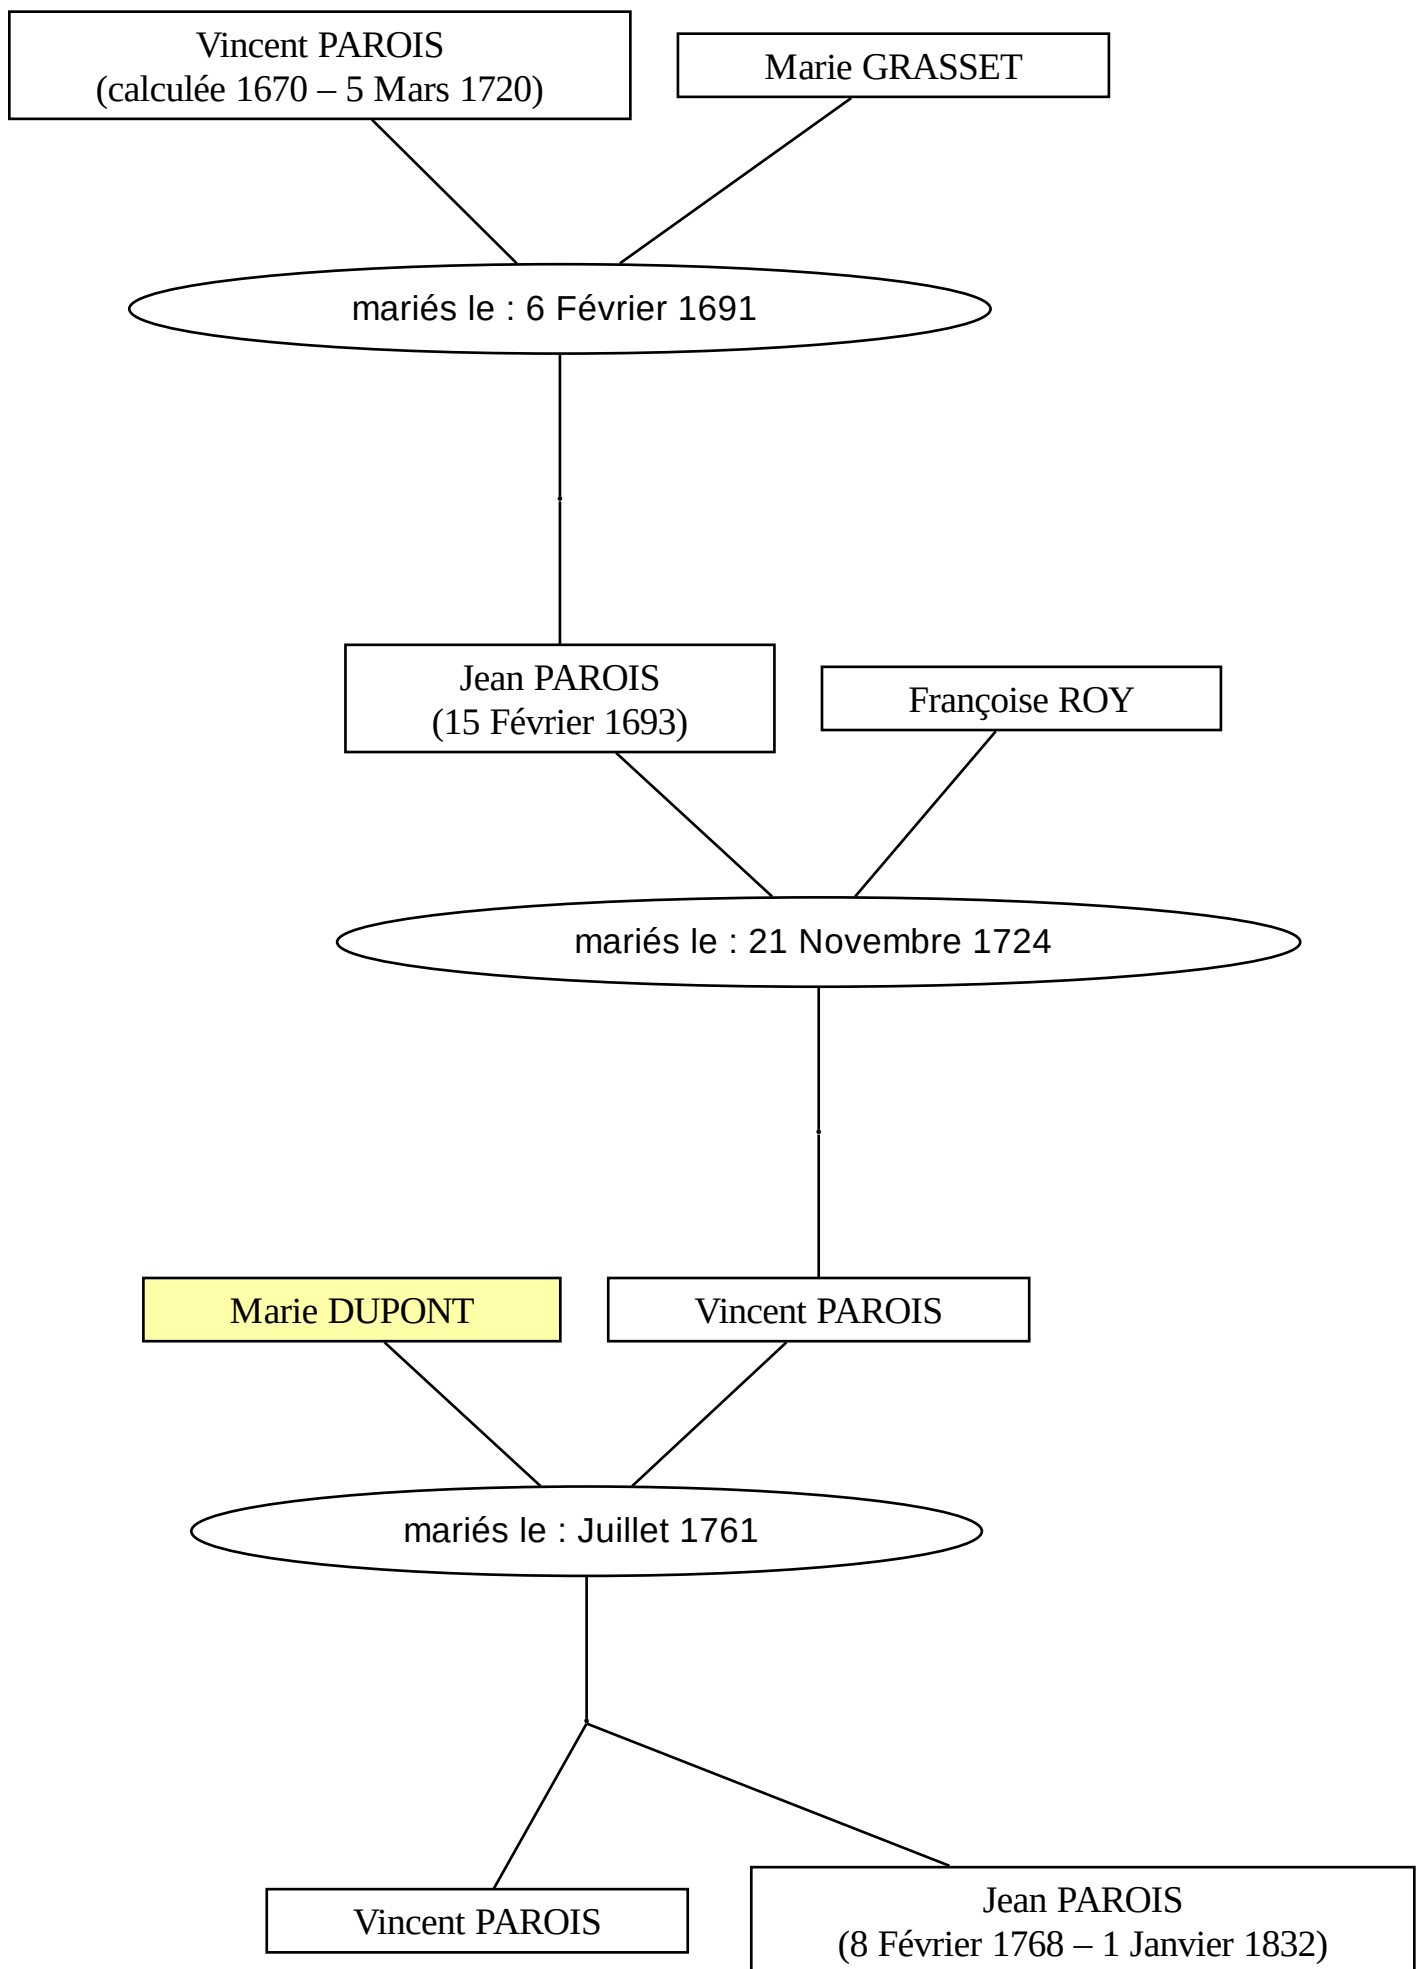 Vincent PAROIS
(calculée 1670 – 5 Mars 1720)
Marie GRASSET
mariés le : 6 Février 1691
Jean PAROIS
(15 Février 1693)
Françoise ROY
mariés le : 21 Novembre 1724
Marie DUPONT
Vincent PAROIS
mariés le : Juillet 1761
Vincent PAROIS
Jean PAROIS
(8 Février 1768 – 1 Janvier 1832)